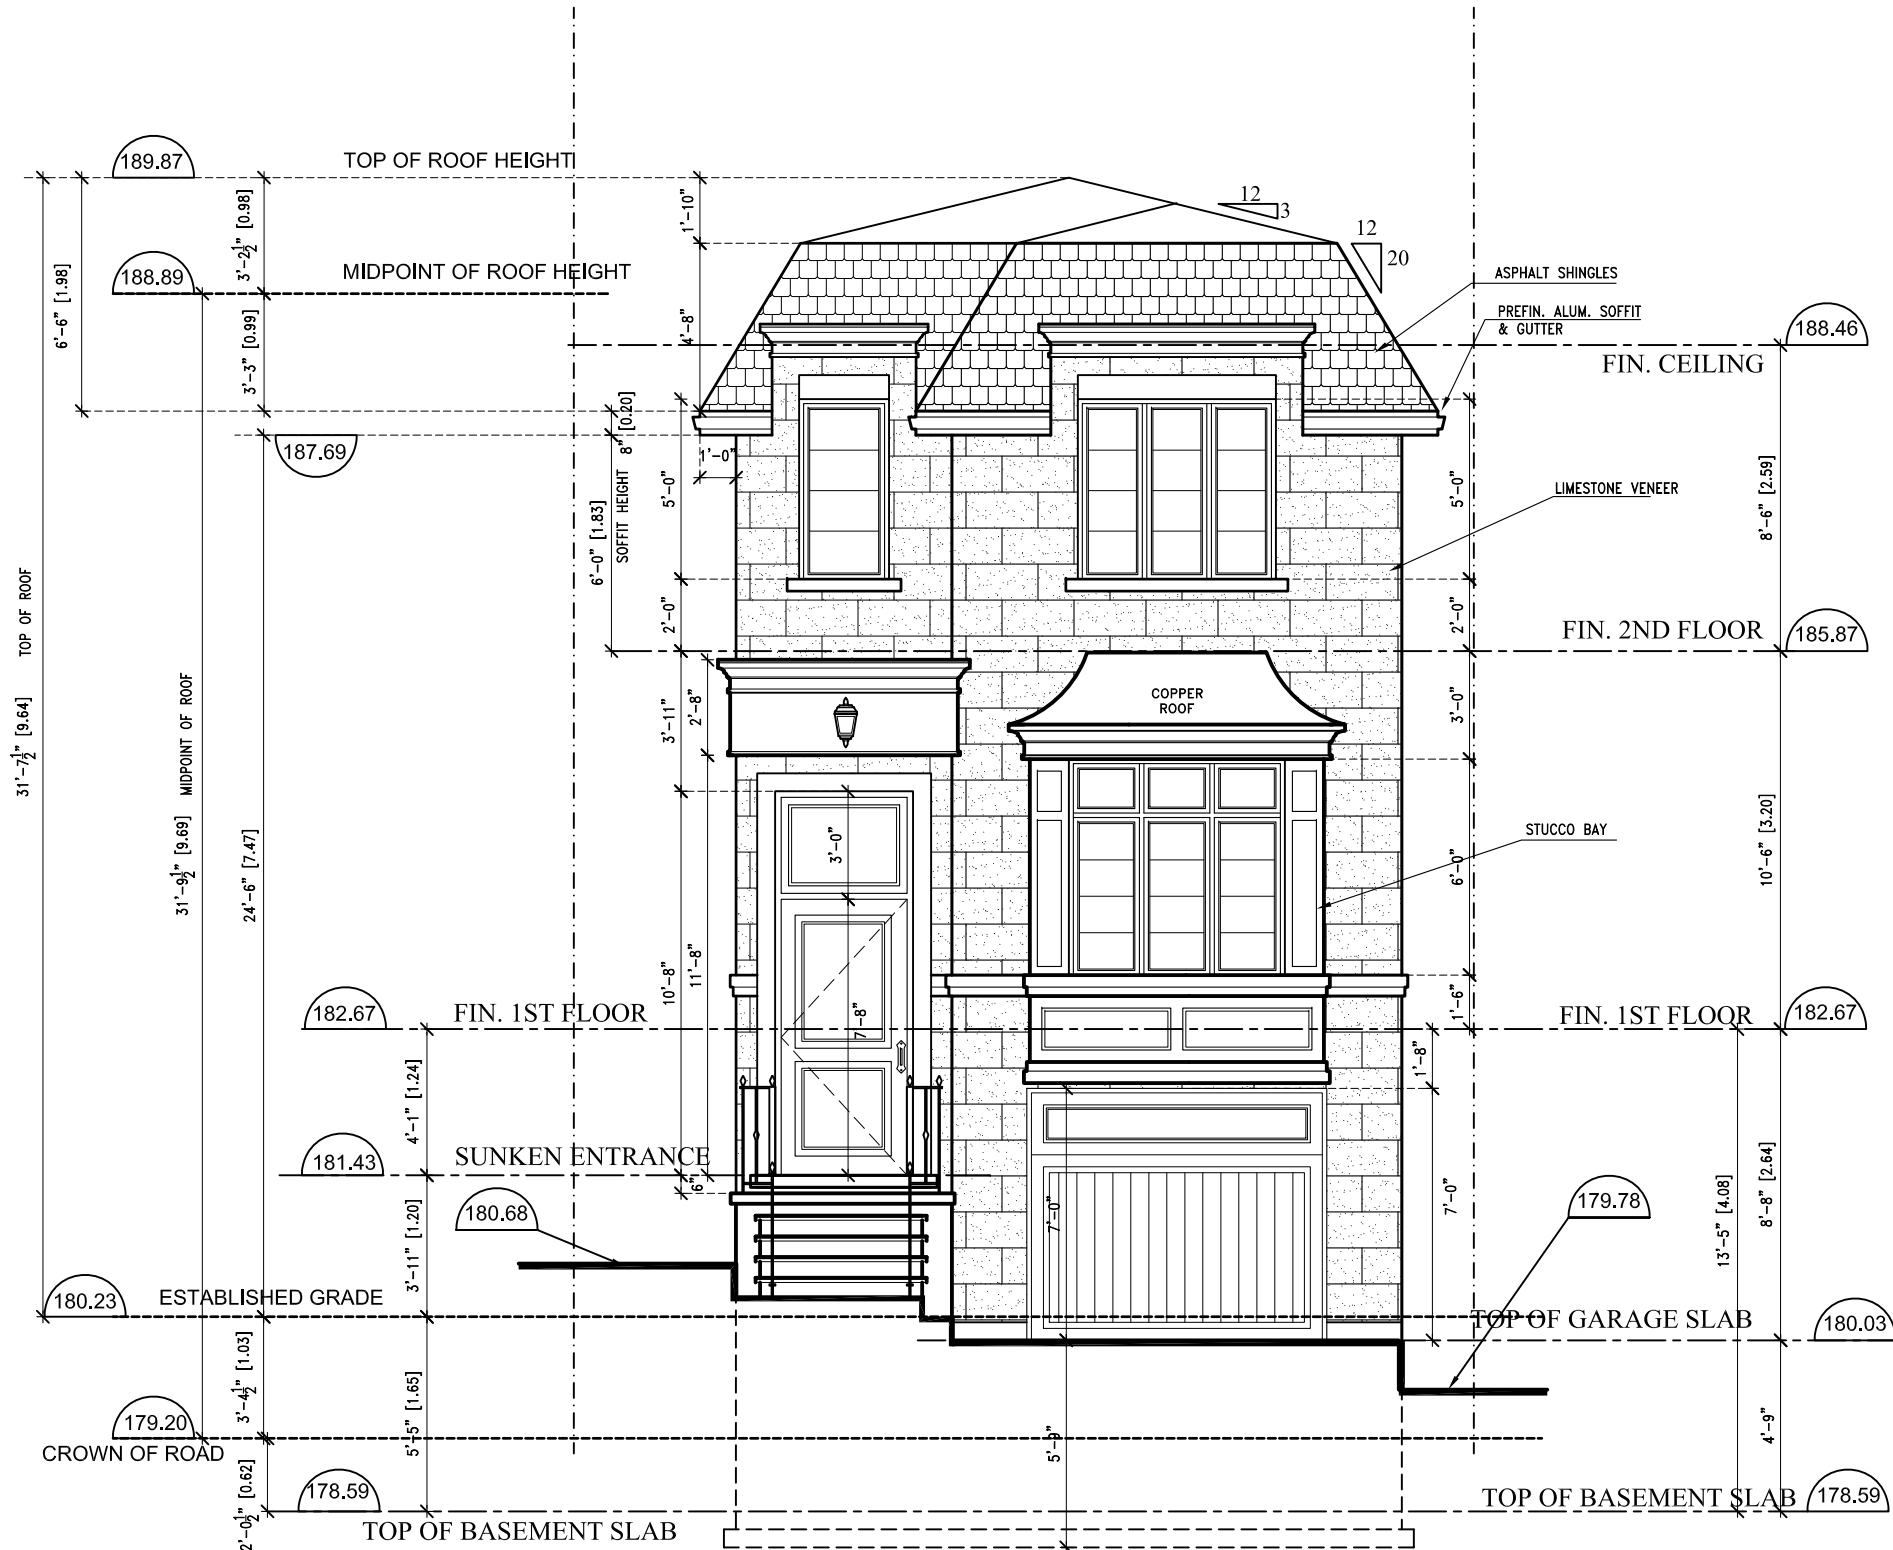 189.87
TOP OF ROOF HEIGHT
12
3
12
20
1'-10"
3'-2½" [0.98]
188.89
MIDPOINT OF ROOF HEIGHT
ASPHALT SHINGLES
PREFIN. ALUM. SOFFIT
& GUTTER
6'-6" [1.98]
3'-3" [0.99]
4'-8"
188.46
FIN. CEILING
187.69
8" [0.20]
SOFFIT HEIGHT
6'-0" [1.83]
1'-0"
5'-0"
2'-0"
5'-0"
2'-0"
LIMESTONE VENEER
8'-6" [2.59]
FIN. 2ND FLOOR
185.87
TOP OF ROOF
31'-7½" [9.64]
MIDPOINT OF ROOF
31'-9½" [9.69]
24'-6" [7.47]
3'-11"
2'-8"
COPPER
ROOF
3'-0"
3'-0"
STUCCO BAY
6'-0"
10'-6" [3.20]
10'-8"
11'-8"
7'-8"
1'-6"
182.67
FIN. 1ST FLOOR
FIN. 1ST FLOOR
182.67
4'-1" [1.24]
1'-8"
181.43
SUNKEN ENTRANCE
6"
180.68
3'-11" [1.20]
7'-0"
7'-0"
13'-5" [4.08]
8'-8" [2.64]
179.78
180.23
ESTABLISHED GRADE
TOP OF GARAGE SLAB
180.03
3'-4½" [1.03]
5'-5" [1.65]
179.20
CROWN OF ROAD
5'-9"
4'-9"
2'-0½" [0.62]
178.59
TOP OF BASEMENT SLAB
TOP OF BASEMENT SLAB
178.59